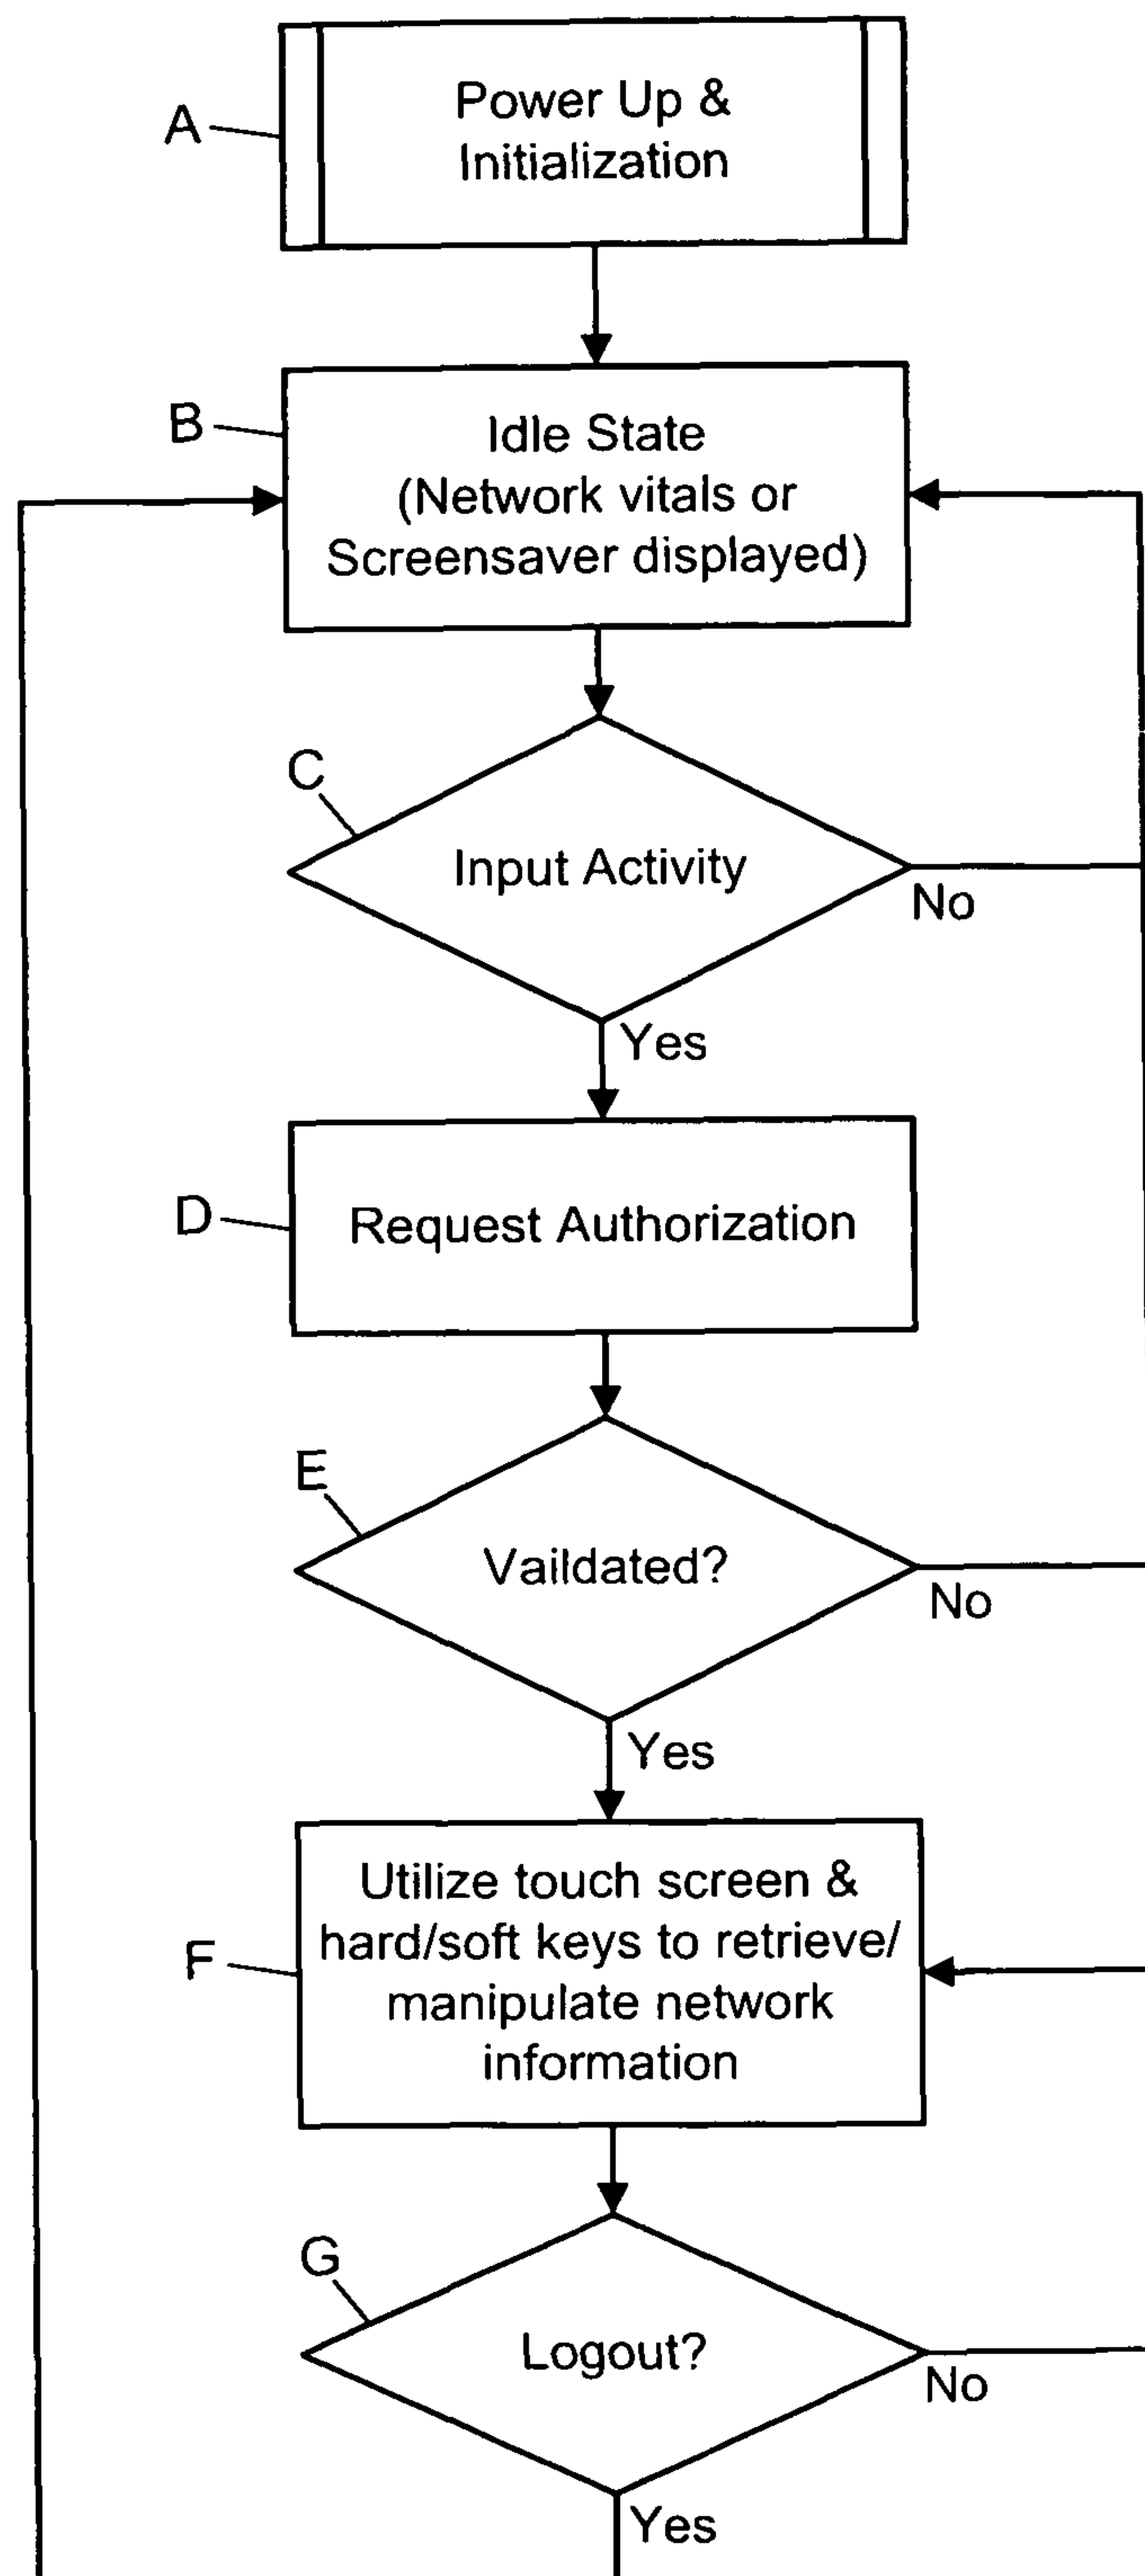 A
Power Up &
Initialization
B
Idle State
(Network vitals or
Screensaver displayed)
C
Input Activity
No
Yes
D
Request Authorization
E
Vaildated?
No
Yes
F
Utilize touch screen &
hard/soft keys to retrieve/
manipulate network
information
G
Logout?
No
Yes